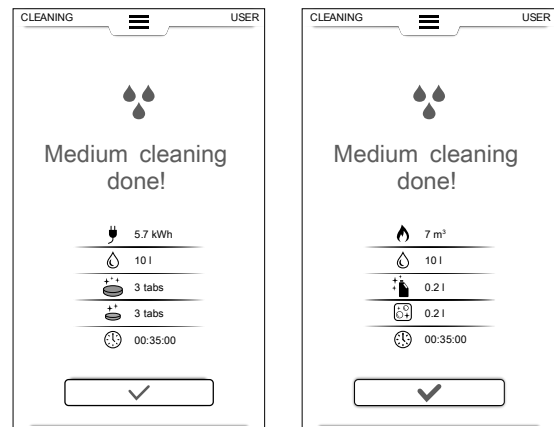 CLEANING USER
Medium cleaning
done!
5.7 kWh
10 l
3 tabs
3 tabs
00:35:00
CLEANING USER
Medium cleaning
done!
7 m³
10 l
0.2 l
0.2 l
00:35:00